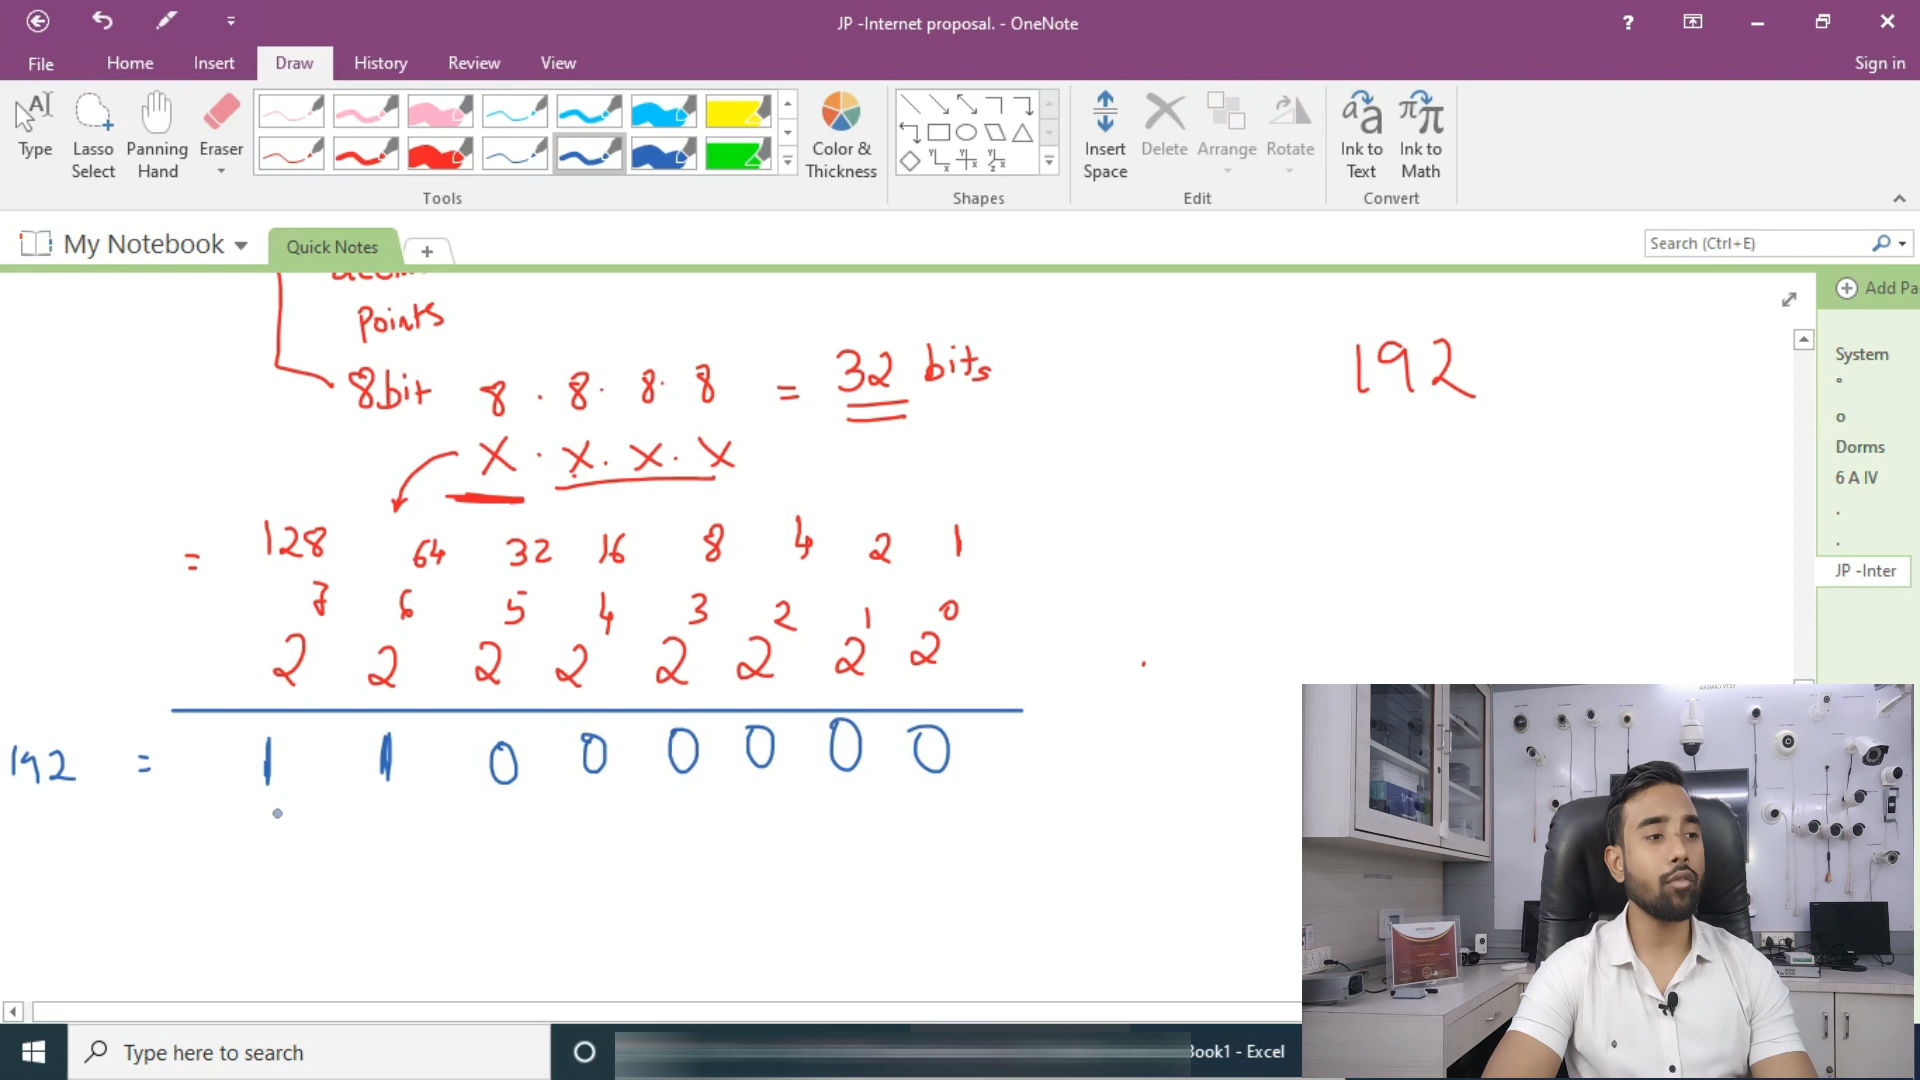 JP -Internet proposal. - OneNote
?
File Home Insert Draw History Review View
Sign in
Type
Lasso Select
Panning Hand
Eraser
Color & Thickness
Insert Space
Delete
Arrange
Rotate
Ink to Text
Ink to Math
Tools
Shapes
Edit
Convert
My Notebook
Quick Notes
Search (Ctrl+E)
Add Pa
System
Dorms
6 A IV
JP -Inter
Points
8bit 8 . 8 . 8 . 8 = 32 bits
192
X . X . X . X
= 128 64 32 16 8 4 2 1
7 6 5 4 3 2 1 0
2 2 2 2 2 2 2 2
192 = 1 1 0 0 0 0 0 0
Type here to search
Book1 - Excel